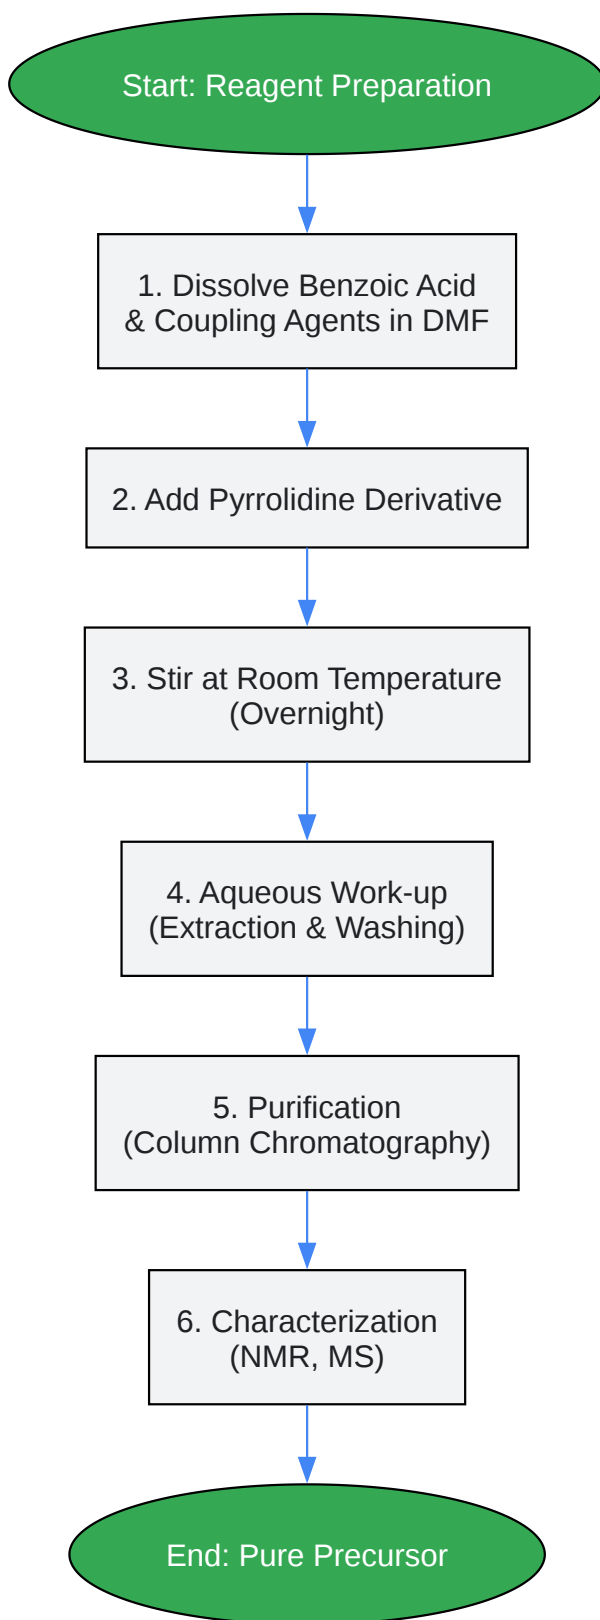 Start: Reagent Preparation
1. Dissolve Benzoic Acid
& Coupling Agents in DMF
2. Add Pyrrolidine Derivative
3. Stir at Room Temperature
(Overnight)
4. Aqueous Work-up
(Extraction & Washing)
5. Purification
(Column Chromatography)
6. Characterization
(NMR, MS)
End: Pure Precursor